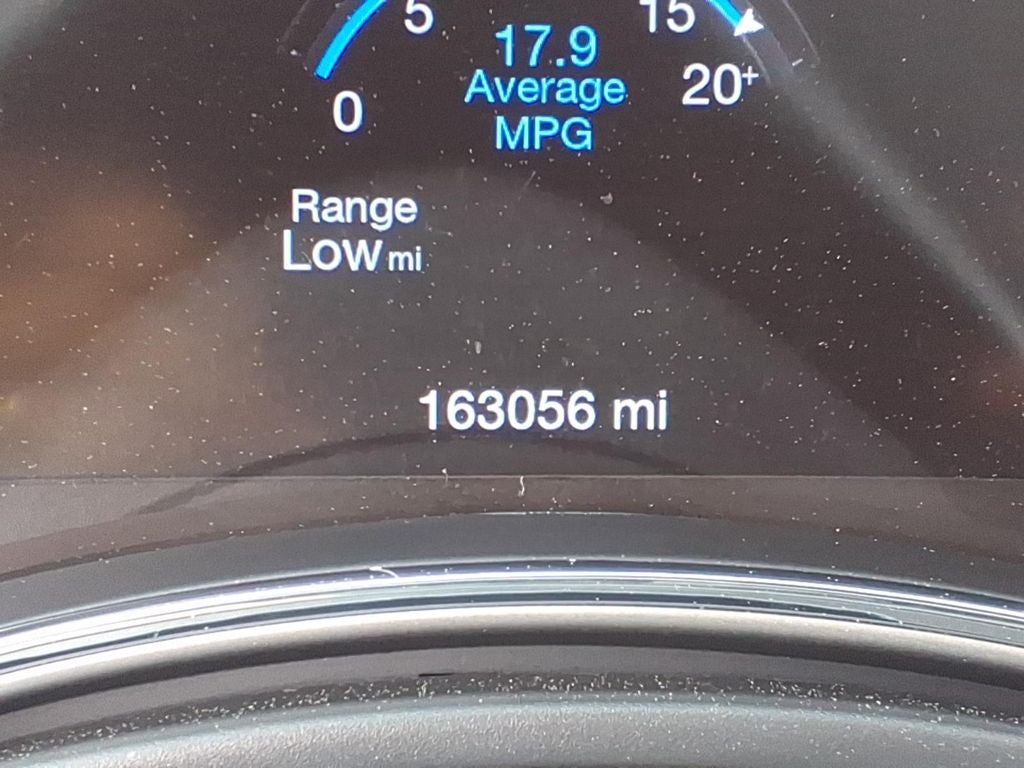 5 15
17.9
Average
MPG
0 20+
Range
LOW mi
163056 mi